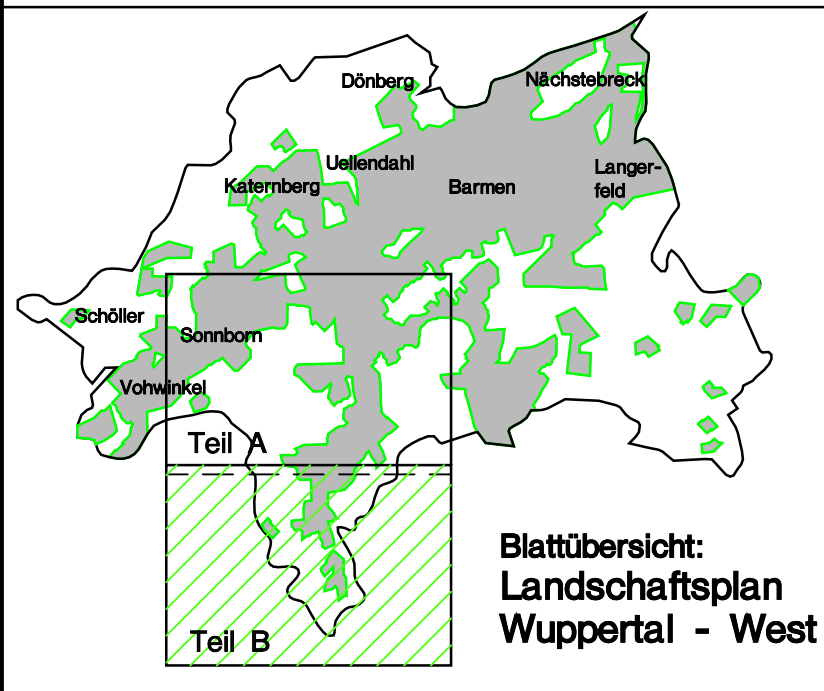 Dönberg
Nächstebreck
Uellendahl
Katernberg
Barmen
Langer-
feld
Schöller
Sonnborn
Vohwinkel
Teil A
Teil B
Blattübersicht:
Landschaftsplan
Wuppertal - West